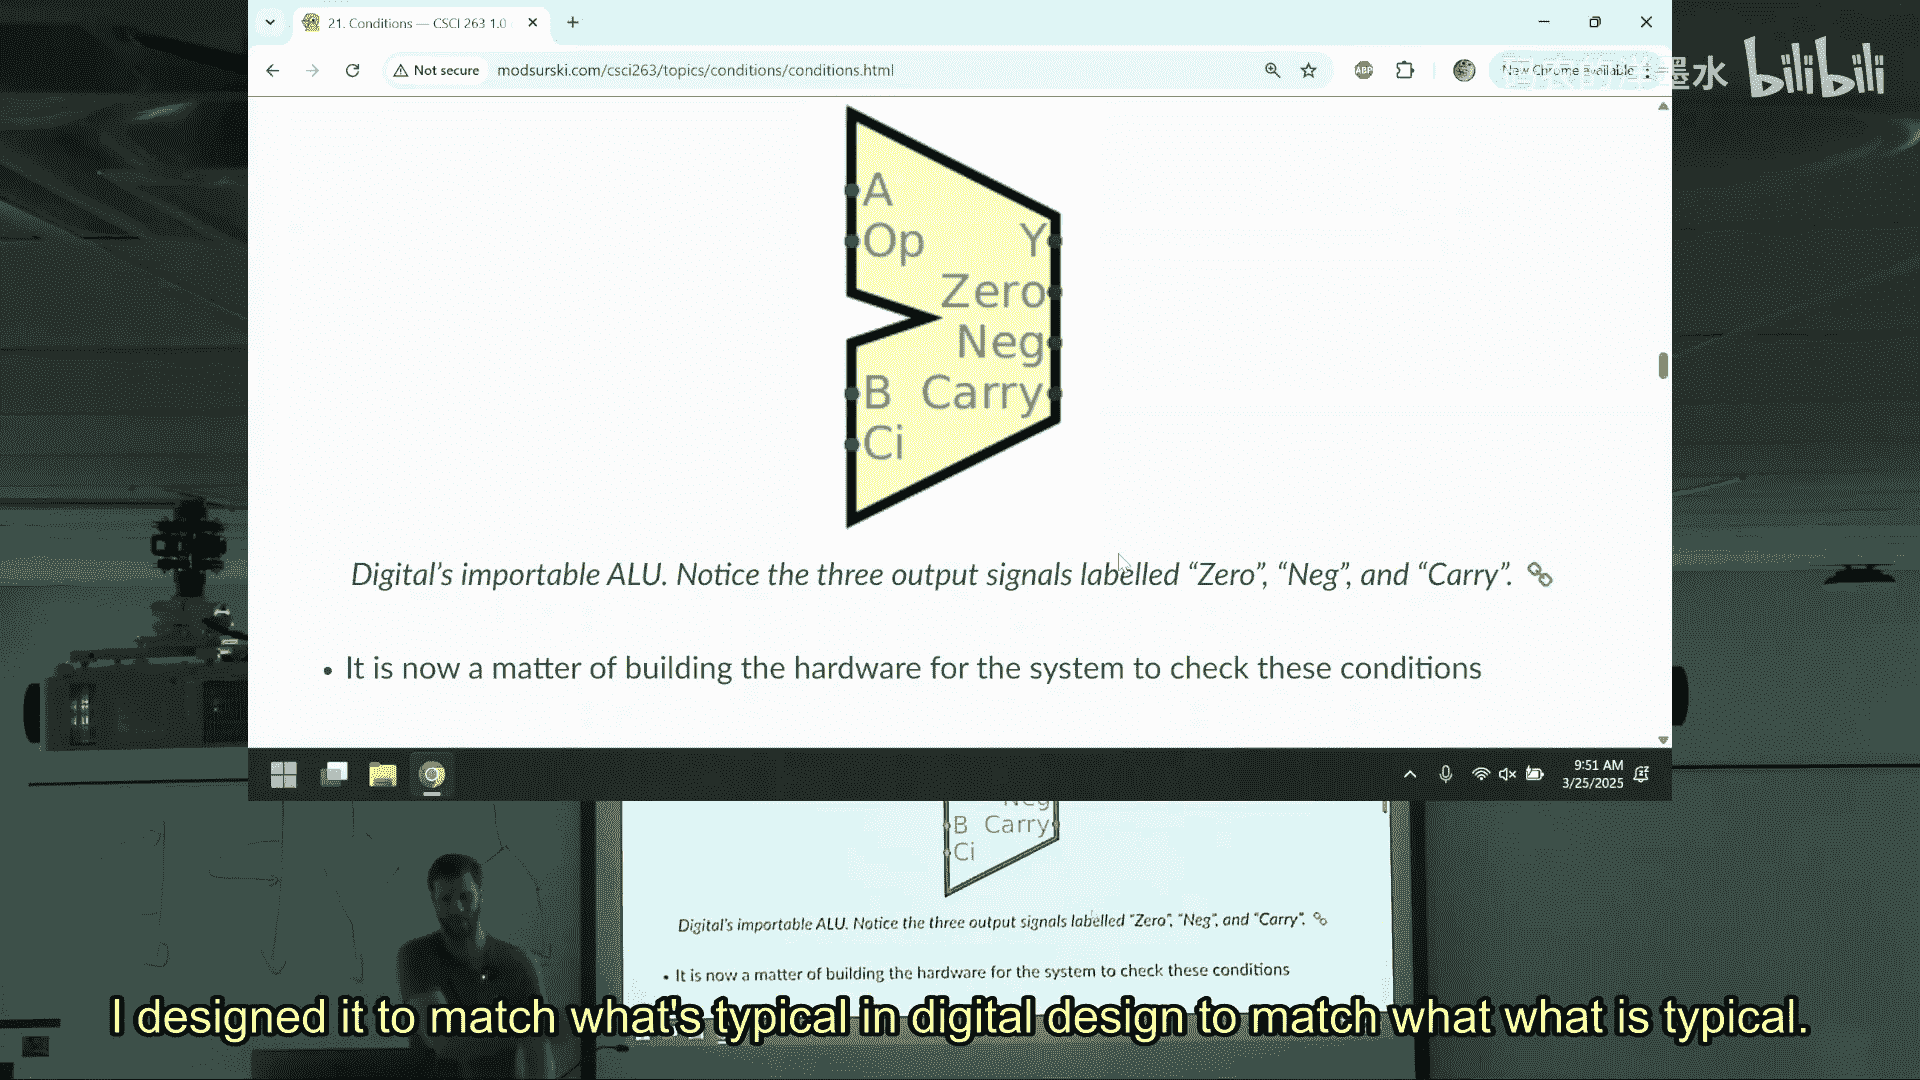 21. Conditions — CSCI 263 1.0
Not secure
modsurski.com/csci263/topics/conditions/conditions.html
ABP
New Chrome available
墨水
bilibili
A
Op
Y
Zero
Neg
B Carry
Ci
Digital's importable ALU. Notice the three output signals labelled “Zero”, “Neg”, and “Carry”.
• It is now a matter of building the hardware for the system to check these conditions
9:51 AM
3/25/2025
Neg
B Carry
Ci
Digital's importable ALU. Notice the three output signals labelled “Zero”, “Neg”, and “Carry”.
• It is now a matter of building the hardware for the system to check these conditions
I designed it to match what's typical in digital design to match what what is typical.